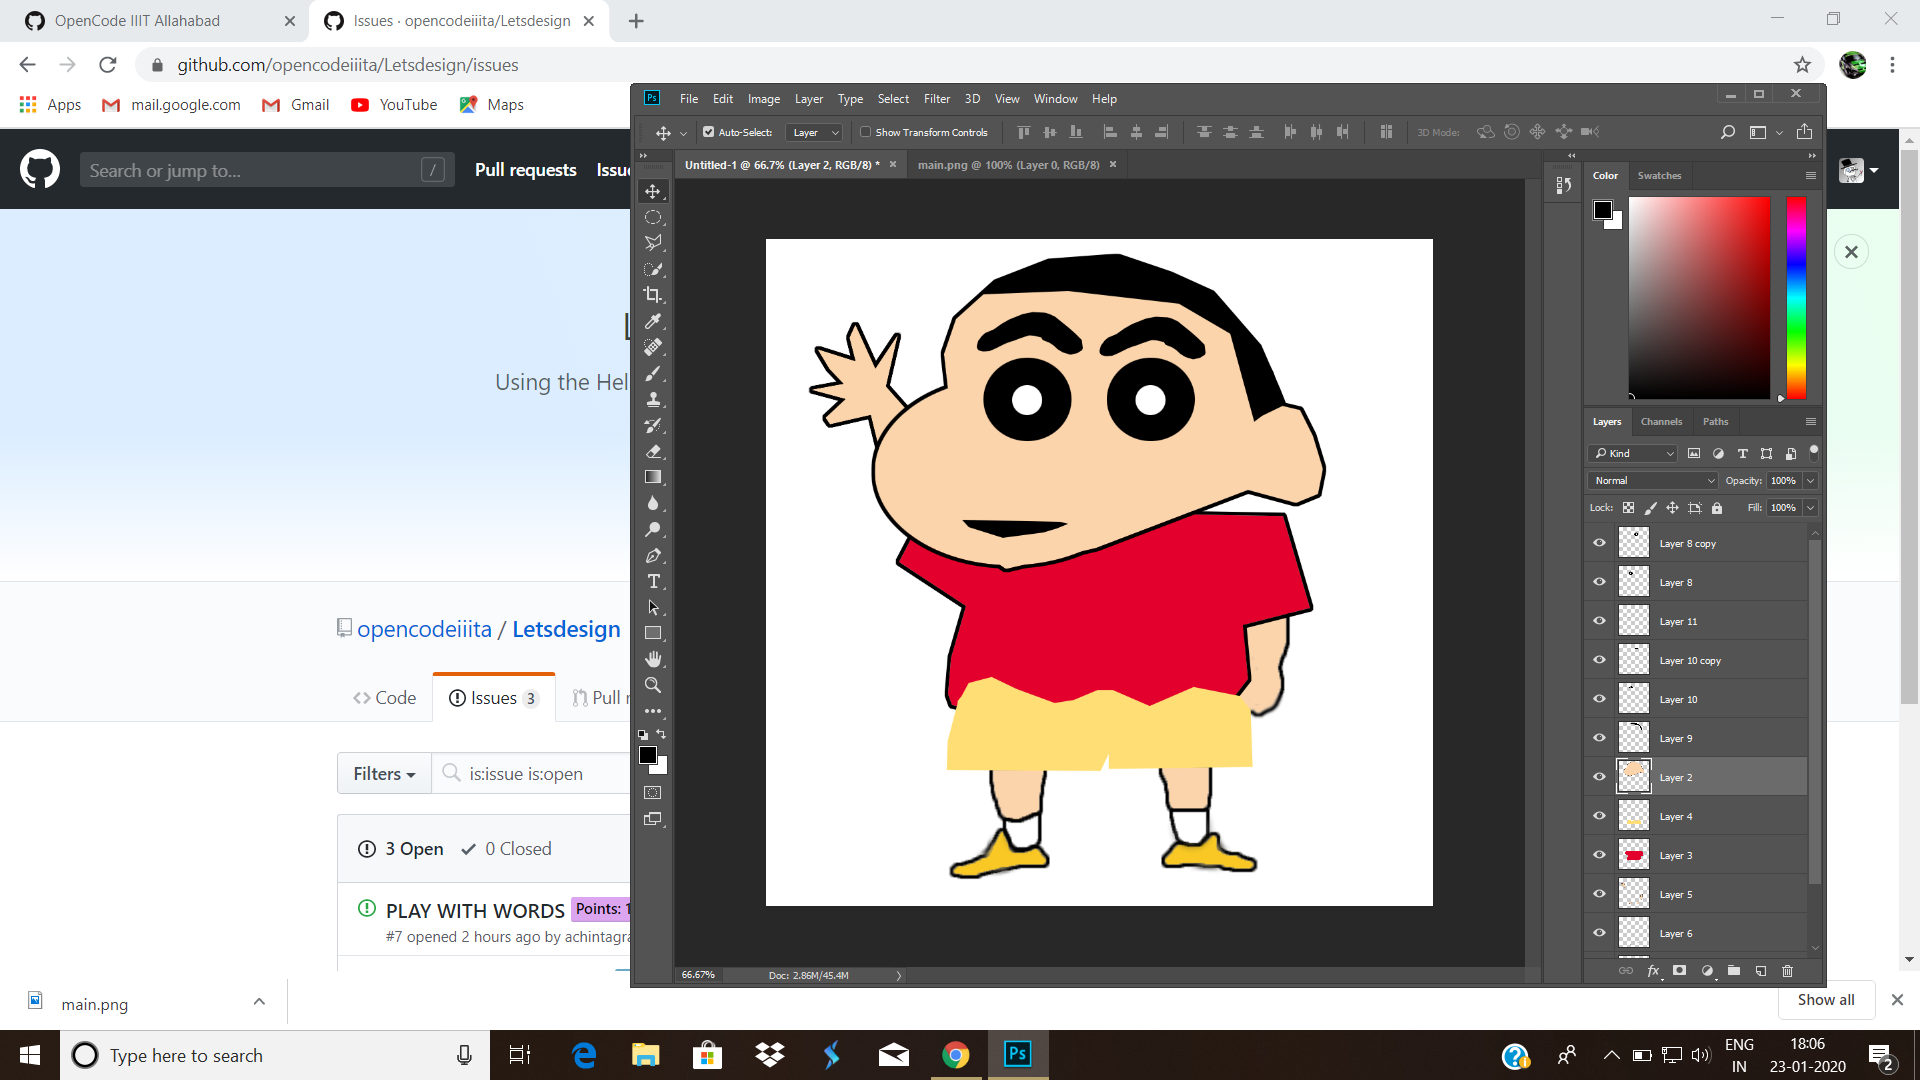 OpenCode IIIT Allahabad
Issues · opencodeiiita/Letsdesign
github.com/opencodeiiita/Letsdesign/issues
Apps
mail.google.com
Gmail
YouTube
Maps
Search or jump to...
/
Pull requests
Using the Hel
opencodeiiita / Letsdesign
Code
Issues 3
Filters
is:issue is:open
3 Open
0 Closed
PLAY WITH WORDS
Points: 1
#7 opened 2 hours ago by achintagra
Ps
File Edit Image Layer Type Select Filter 3D View Window Help
Auto-Select:
Layer
Show Transform Controls
3D Mode:
Untitled-1 @ 66.7% (Layer 2, RGB/8) *
main.png @ 100% (Layer 0, RGB/8)
Color
Swatches
Layers
Channels
Paths
Kind
Normal
Opacity: 100%
Lock:
Fill: 100%
Layer 8 copy
Layer 8
Layer 11
Layer 10 copy
Layer 10
Layer 9
Layer 2
Layer 4
Layer 3
Layer 5
Layer 6
fx
66.67%
Doc: 2.86M/45.4M
main.png
Show all
Type here to search
Ps
ENG
IN
18:06
23-01-2020
2